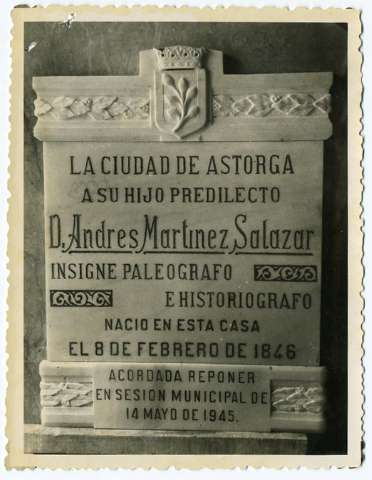 LA CIUDAD DE ASTORGA
A SU HIJO PREDILECTO
D. Andres Martinez Salazar
INSIGNE PALEOGRAFO
E HISTORIOGRAFO
NACIO EN ESTA CASA
EL 8 DE FEBRERO DE 1846
ACORDADA REPONER
EN SESION MUNICIPAL DE
14 MAYO DE 1945.